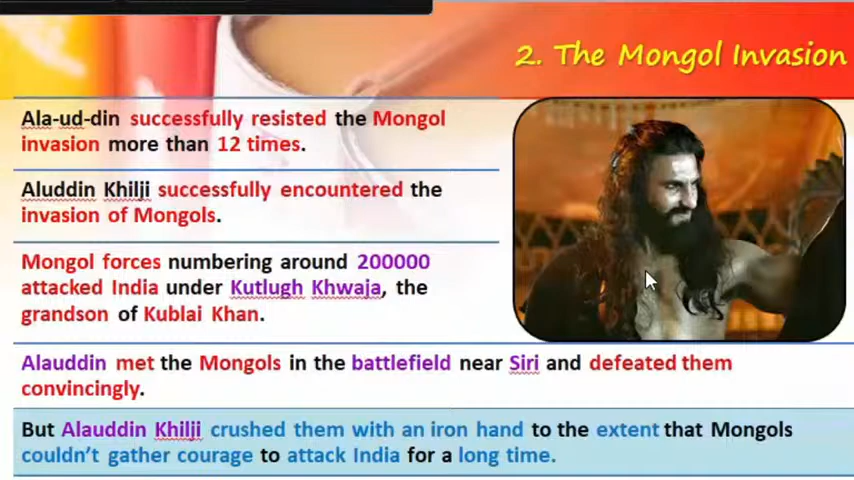 2. The Mongol Invasion
Ala-ud-din successfully resisted the Mongol
invasion more than 12 times.
Aluddin Khilji successfully encountered the
invasion of Mongols.
Mongol forces numbering around 200000
attacked India under Kutlugh Khwaja, the
grandson of Kublai Khan.
Alauddin met the Mongols in the battlefield near Siri and defeated them
convincingly.
But Alauddin Khilji crushed them with an iron hand to the extent that Mongols
couldn't gather courage to attack India for a long time.